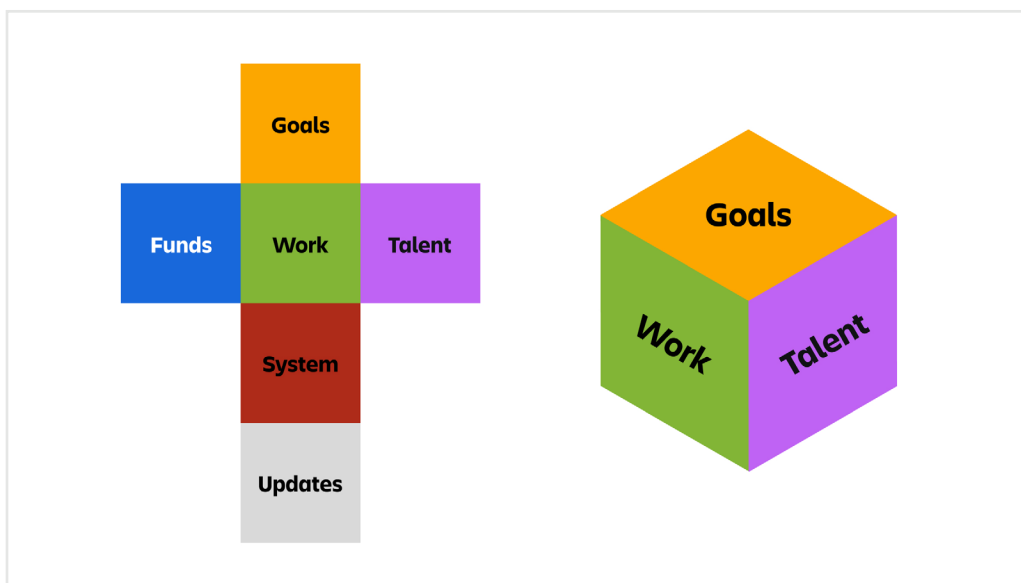 Goals
Funds
Work
Talent
System
Updates
Goals
Work
Talent